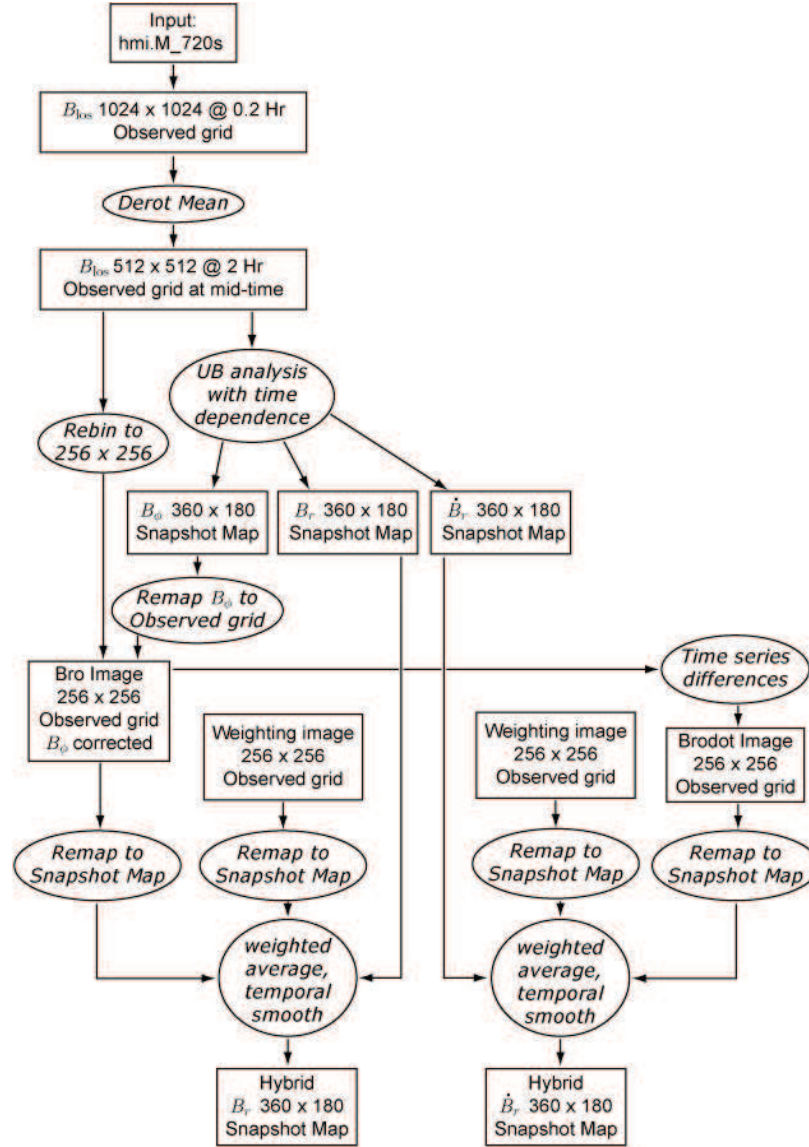 Input:
hmi.M_720s
B_los 1024 x 1024 @ 0.2 Hr
Observed grid
Derot Mean
B_los 512 x 512 @ 2 Hr
Observed grid at mid-time
UB analysis
with time
dependence
Rebin to
256 x 256
B_ϕ 360 x 180
Snapshot Map
B_r 360 x 180
Snapshot Map
Ḃ_r 360 x 180
Snapshot Map
Remap B_ϕ to
Observed grid
Bro Image
256 x 256
Observed grid
B_ϕ corrected
Time series
differences
Weighting image
256 x 256
Observed grid
Weighting image
256 x 256
Observed grid
Brodot Image
256 x 256
Observed grid
Remap to
Snapshot Map
Remap to
Snapshot Map
Remap to
Snapshot Map
Remap to
Snapshot Map
weighted
average,
temporal
smooth
weighted
average,
temporal
smooth
Hybrid
B_r 360 x 180
Snapshot Map
Hybrid
Ḃ_r 360 x 180
Snapshot Map